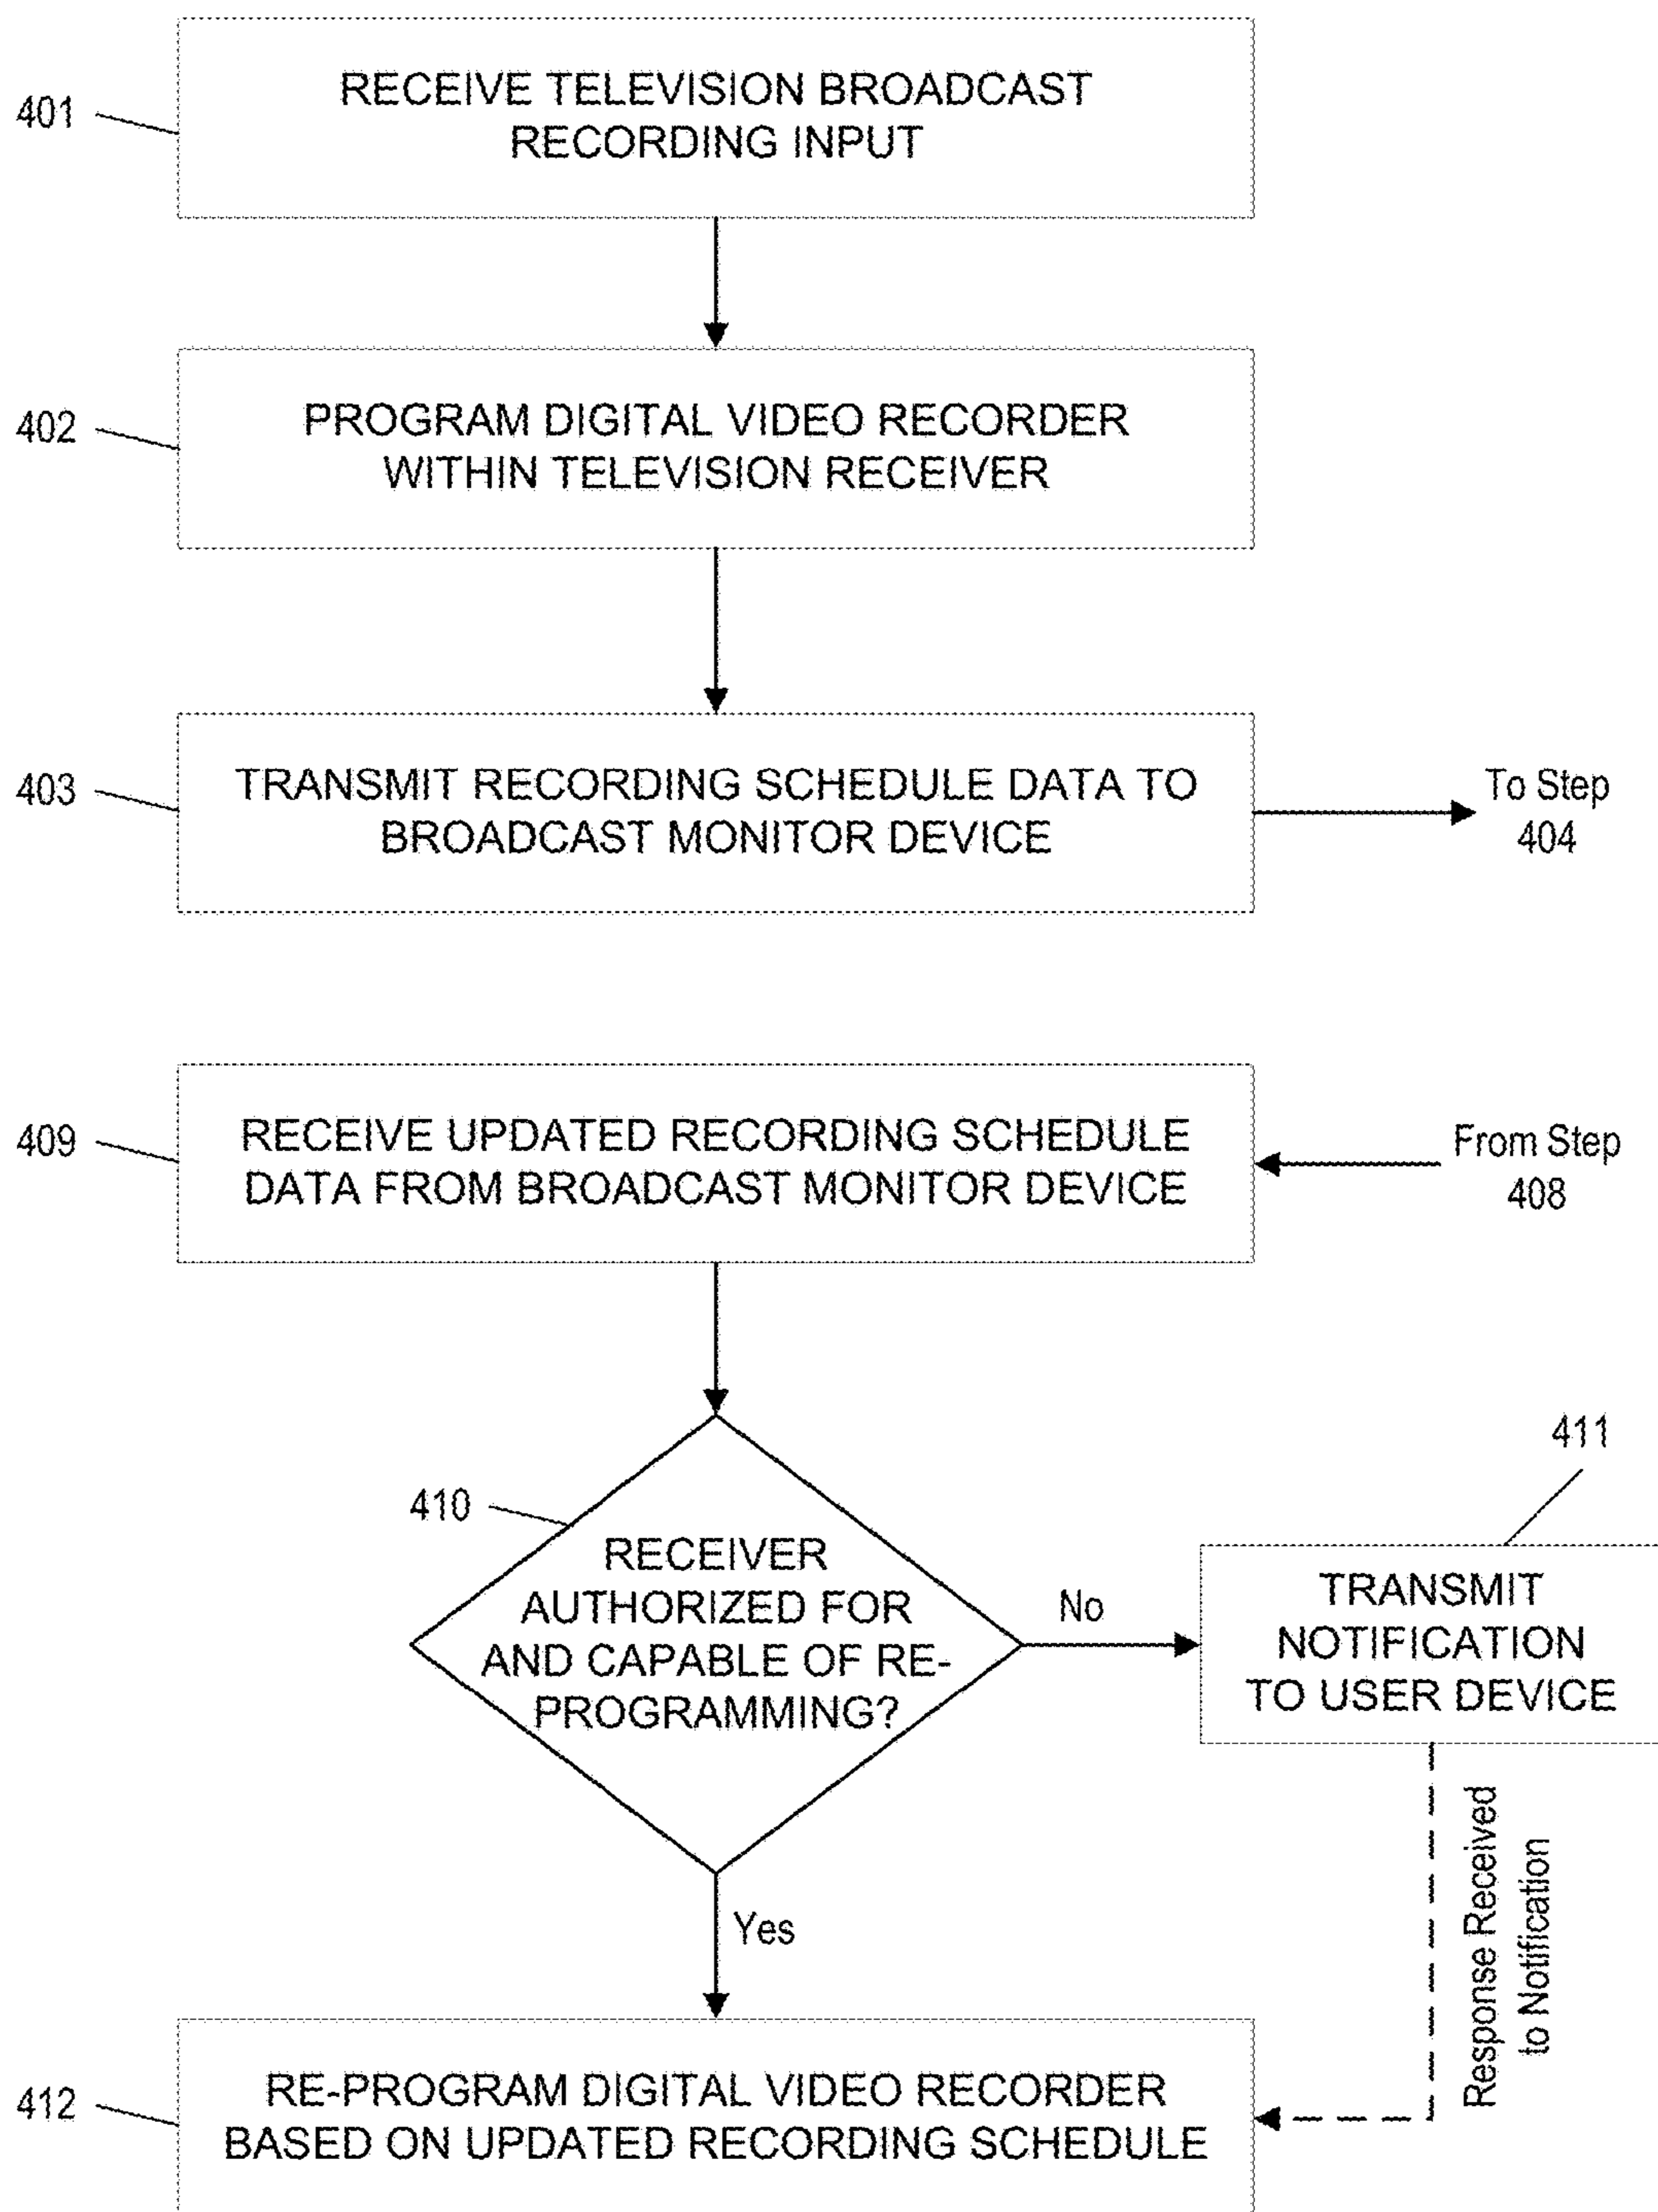 401
RECEIVE TELEVISION BROADCAST
RECORDING INPUT
402
PROGRAM DIGITAL VIDEO RECORDER
WITHIN TELEVISION RECEIVER
403
TRANSMIT RECORDING SCHEDULE DATA TO
BROADCAST MONITOR DEVICE
To Step
404
409
RECEIVE UPDATED RECORDING SCHEDULE
DATA FROM BROADCAST MONITOR DEVICE
From Step
408
410
RECEIVER
AUTHORIZED FOR
AND CAPABLE OF RE-
PROGRAMMING?
No
411
TRANSMIT
NOTIFICATION
TO USER DEVICE
Yes
Response Received
to Notification
412
RE-PROGRAM DIGITAL VIDEO RECORDER
BASED ON UPDATED RECORDING SCHEDULE